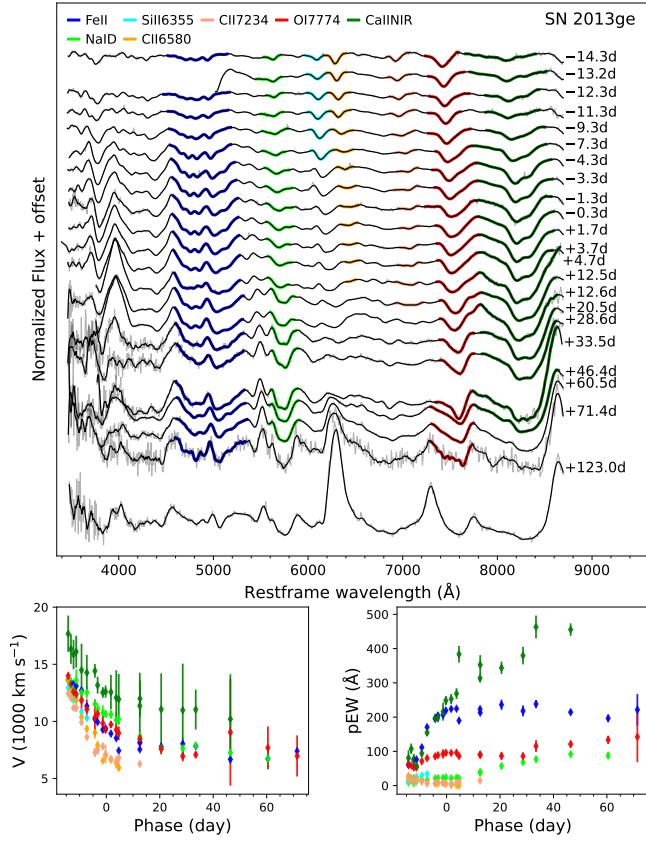 FeII SiII6355 CII7234 OI7774 CaIINIR SN 2013ge
NaID CII6580
−14.3d
−13.2d
−12.3d
−11.3d
−9.3d
−7.3d
−4.3d
−3.3d
−1.3d
−0.3d
+1.7d
+3.7d
+4.7d
+12.5d
+12.6d
+20.5d
+28.6d
+33.5d
+46.4d
+60.5d
+71.4d
+123.0d
Normalized Flux + offset
4000 5000 6000 7000 8000 9000
Restframe wavelength (Å)
20
15
10
5
V (1000 km s⁻¹)
0 20 40 60
Phase (day)
500
400
300
200
100
0
pEW (Å)
0 20 40 60
Phase (day)